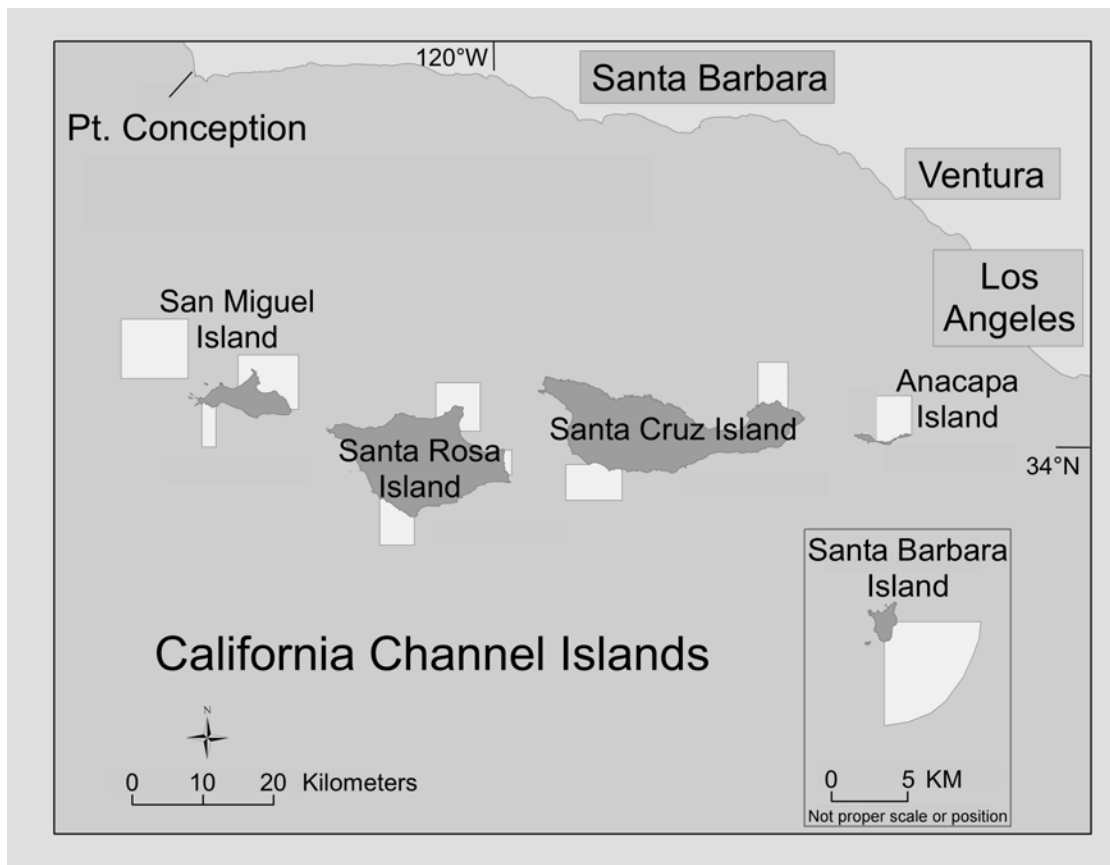 120°W
Santa Barbara
Pt. Conception
Ventura
Los
Angeles
San Miguel
Island
Anacapa
Island
Santa Cruz Island
Santa Rosa
Island
34°N
Santa Barbara
Island
California Channel Islands
N
0 10 20 Kilometers
0 5 KM
Not proper scale or position